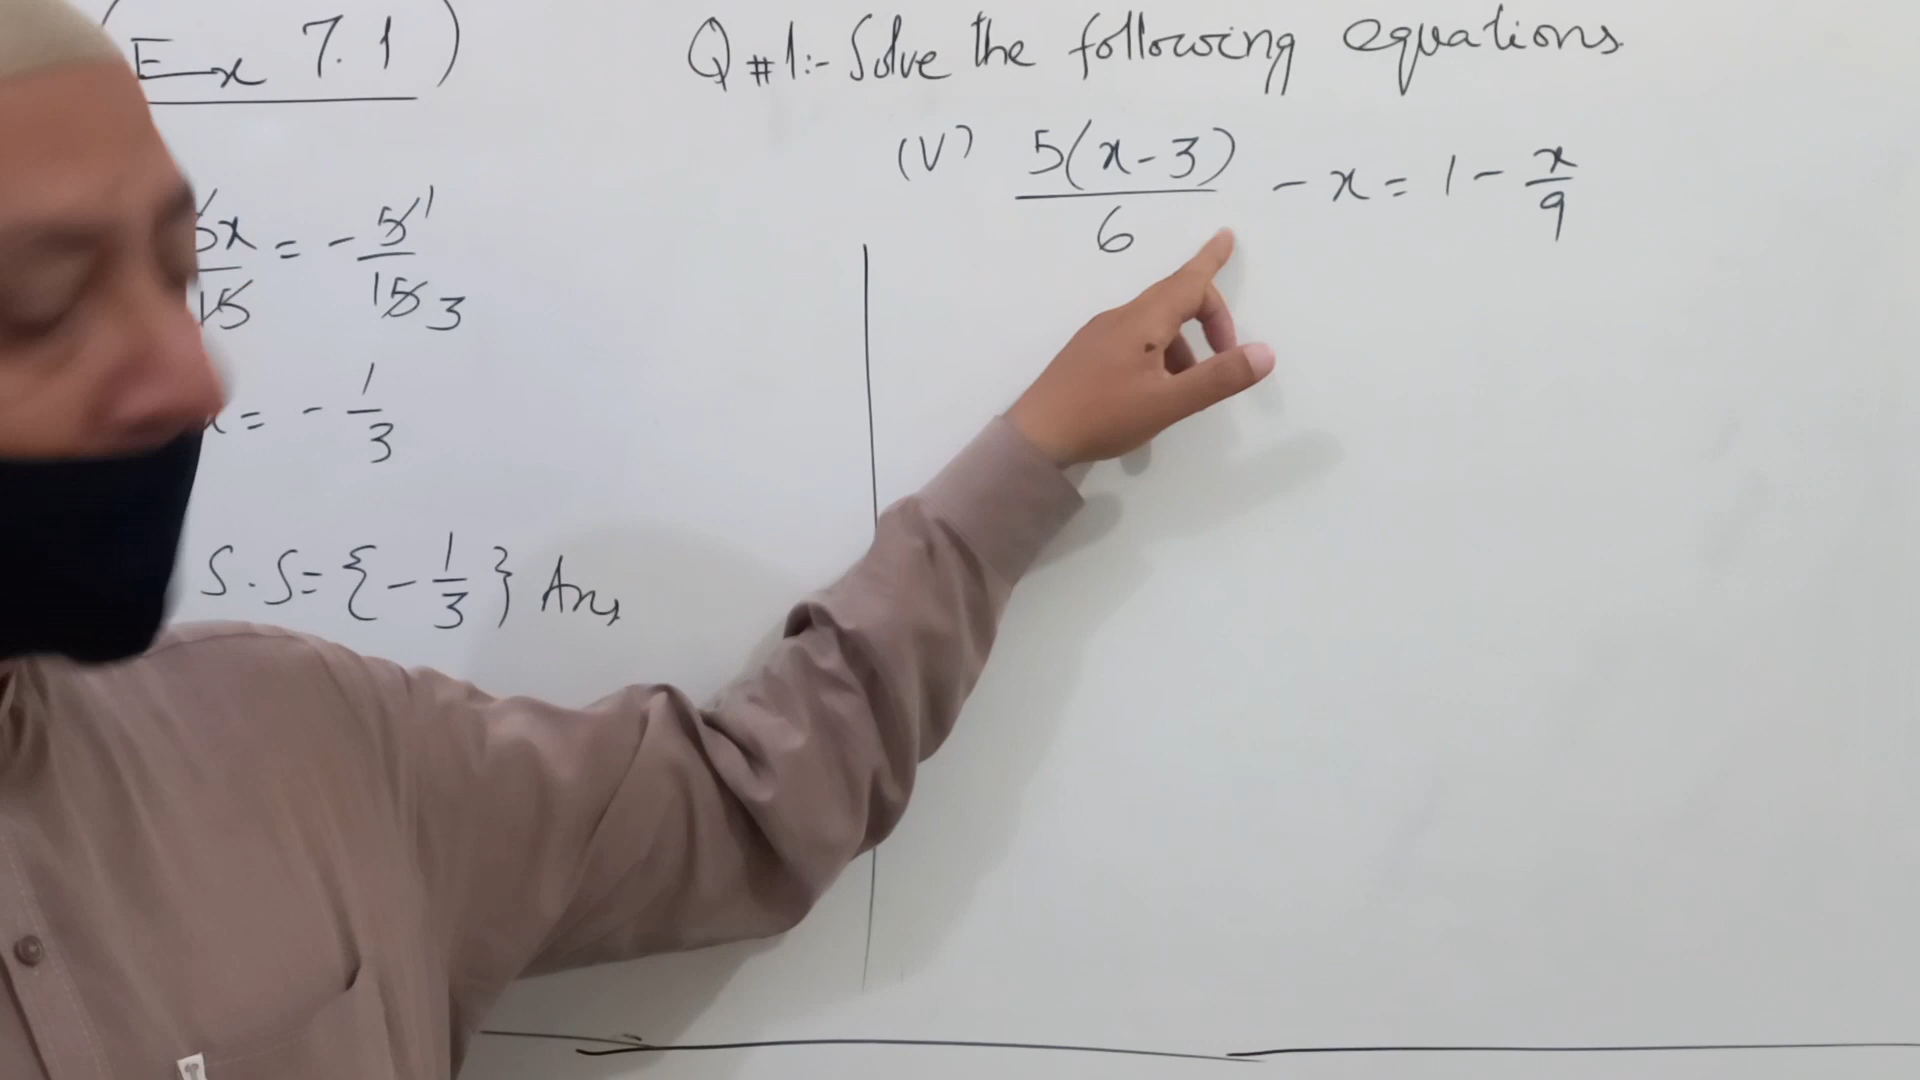 (Ex 7.1)
x/15 = - 5/15 1 3
= - 1/3
S.S = {- 1/3} Ans
Q #1:- Solve the following equations
(V) 5(x-3)/6 - x = 1 - x/9